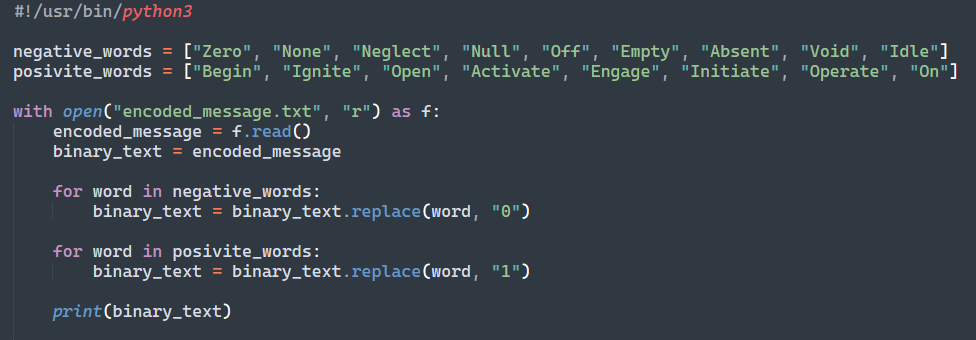 #!/usr/bin/python3
negative_words = ["Zero", "None", "Neglect", "Null", "Off", "Empty", "Absent", "Void", "Idle"]
posivite_words = ["Begin", "Ignite", "Open", "Activate", "Engage", "Initiate", "Operate", "On"]
with open("encoded_message.txt", "r") as f:
encoded_message = f.read()
binary_text = encoded_message
for word in negative_words:
binary_text = binary_text.replace(word, "0")
for word in posivite_words:
binary_text = binary_text.replace(word, "1")
print(binary_text)